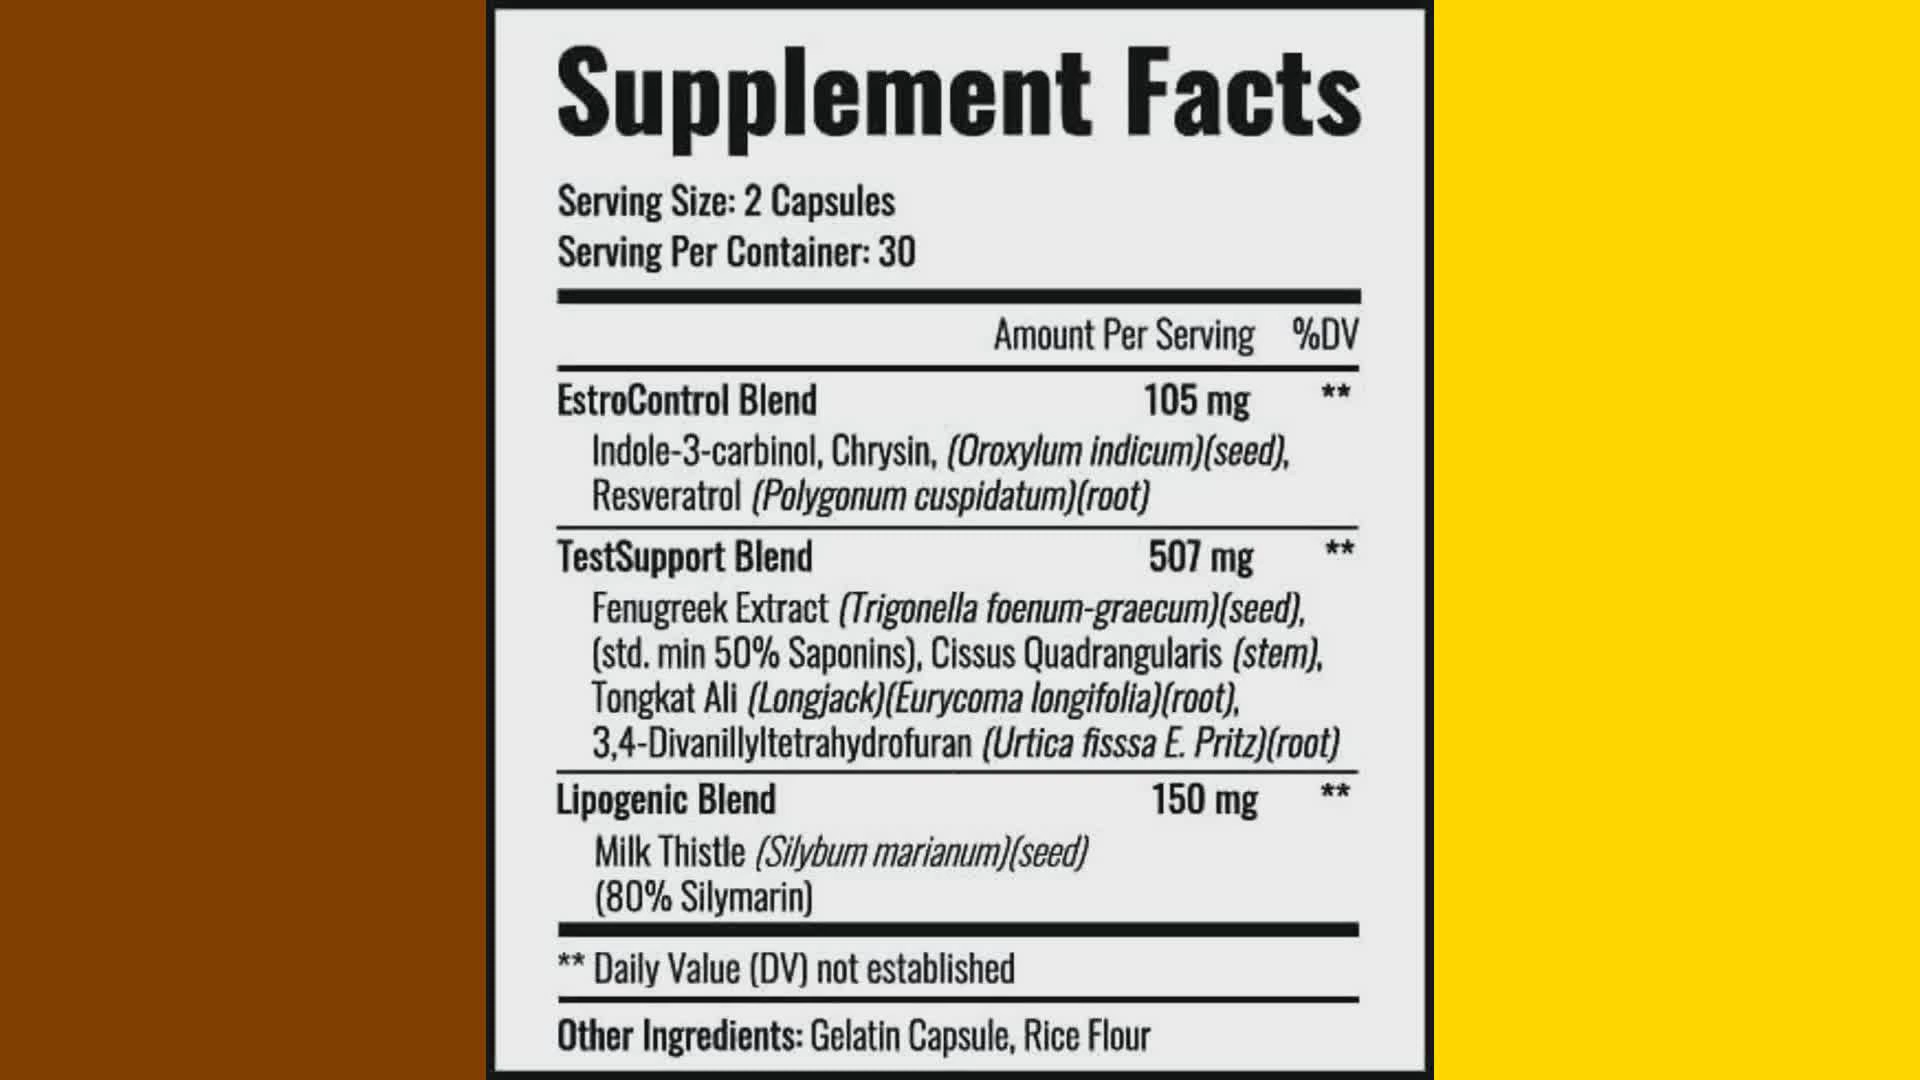 Supplement Facts
Serving Size: 2 Capsules
Serving Per Container: 30
Amount Per Serving %DV
EstroControl Blend 105 mg **
Indole-3-carbinol, Chrysin, (Oroxylum indicum)(seed),
Resveratrol (Polygonum cuspidatum)(root)
TestSupport Blend 507 mg **
Fenugreek Extract (Trigonella foenum-graecum)(seed),
(std. min 50% Saponins), Cissus Quadrangularis (stem),
Tongkat Ali (Longjack)(Eurycoma longifolia)(root),
3,4-Divanillyltetrahydrofuran (Urtica fisssa E. Pritz)(root)
Lipogenic Blend 150 mg **
Milk Thistle (Silybum marianum)(seed)
(80% Silymarin)
** Daily Value (DV) not established
Other Ingredients: Gelatin Capsule, Rice Flour